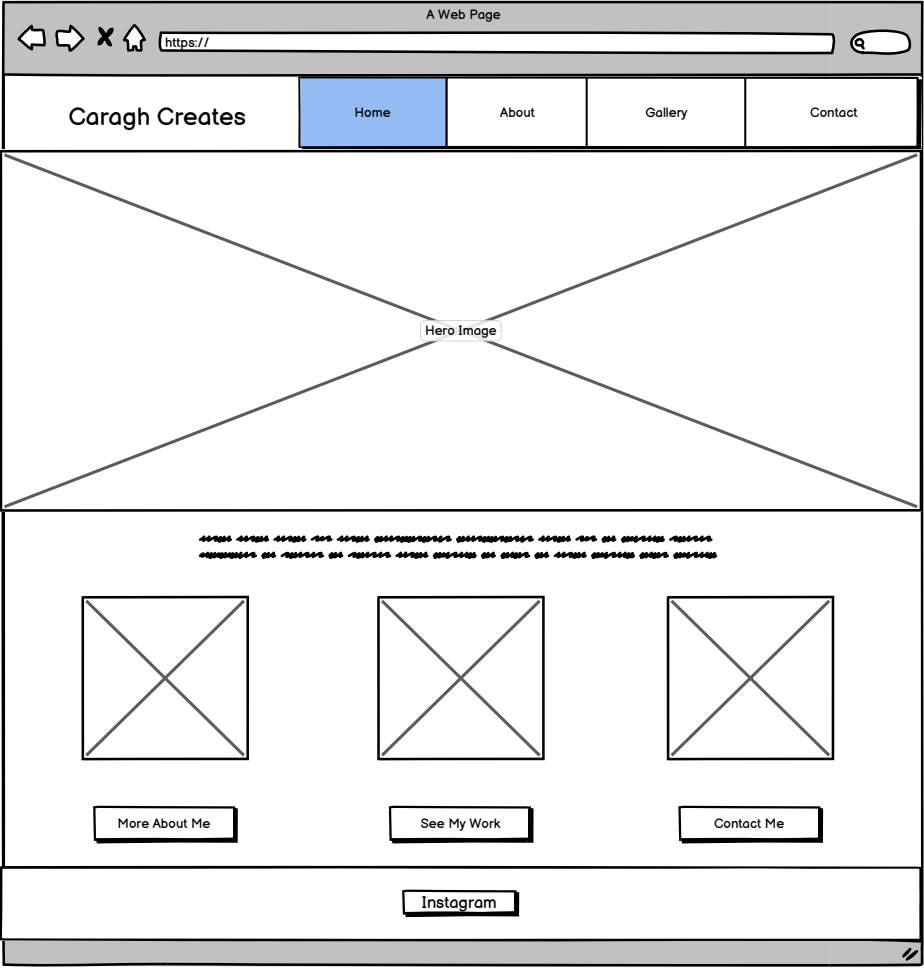 A Web Page
https://
Caragh Creates
Home
About
Gallery
Contact
Hero Image
More About Me
See My Work
Contact Me
Instagram